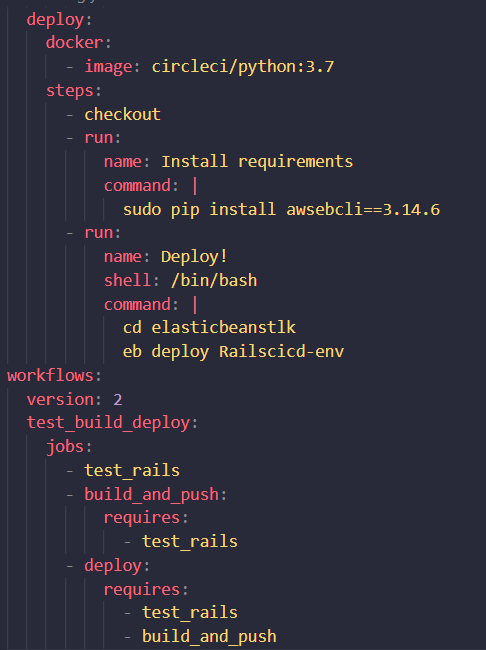 deploy:
docker:
- image: circleci/python:3.7
steps:
- checkout
- run:
name: Install requirements
command: |
sudo pip install awsebcli==3.14.6
- run:
name: Deploy!
shell: /bin/bash
command: |
cd elasticbeanstlk
eb deploy Railscicd-env
workflows:
version: 2
test_build_deploy:
jobs:
- test_rails
- build_and_push:
requires:
- test_rails
- deploy:
requires:
- test_rails
- build_and_push